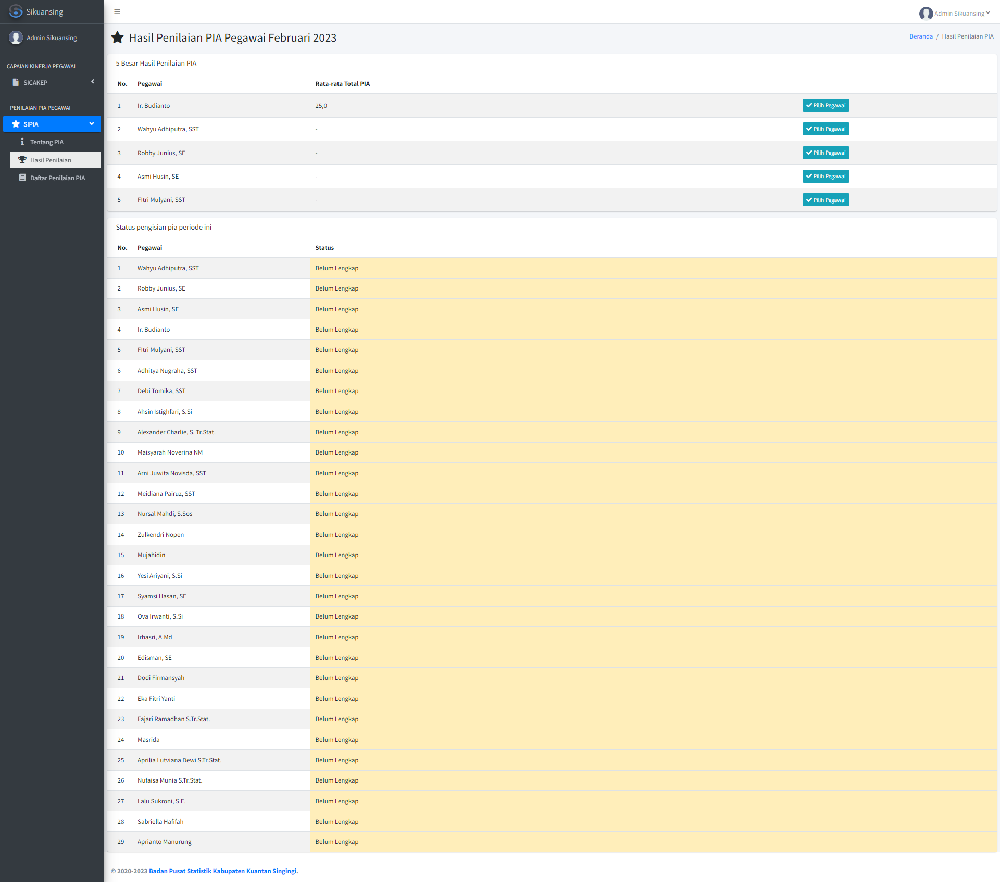 Sikuansing
Admin Sikuansing
CAPAIAN KINERJA PEGAWAI
SICAKEP
PENILAIAN PIA PEGAWAI
SIPIA
Tentang PIA
Hasil Penilaian
Daftar Penilaian PIA
Admin Sikuansing
Hasil Penilaian PIA Pegawai Februari 2023
Beranda / Hasil Penilaian PIA
5 Besar Hasil Penilaian PIA
No. Pegawai Rata-rata Total PIA
1 Ir. Budianto 25,0 Pilih Pegawai
2 Wahyu Adhiputra, SST - Pilih Pegawai
3 Robby Junius, SE - Pilih Pegawai
4 Asmi Husin, SE - Pilih Pegawai
5 FItri Mulyani, SST - Pilih Pegawai
Status pengisian pia periode ini
No. Pegawai Status
1 Wahyu Adhiputra, SST Belum Lengkap
2 Robby Junius, SE Belum Lengkap
3 Asmi Husin, SE Belum Lengkap
4 Ir. Budianto Belum Lengkap
5 FItri Mulyani, SST Belum Lengkap
6 Adhitya Nugraha, SST Belum Lengkap
7 Debi Tomika, SST Belum Lengkap
8 Ahsin Istighfari, S.Si Belum Lengkap
9 Alexander Charlie, S. Tr.Stat. Belum Lengkap
10 Maisyarah Noverina NM Belum Lengkap
11 Arni Juwita Novisda, SST Belum Lengkap
12 Meidiana Pairuz, SST Belum Lengkap
13 Nursal Mahdi, S.Sos Belum Lengkap
14 Zulkendri Nopen Belum Lengkap
15 Mujahidin Belum Lengkap
16 Yesi Ariyani, S.Si Belum Lengkap
17 Syamsi Hasan, SE Belum Lengkap
18 Ova Irwanti, S.Si Belum Lengkap
19 Irhasri, A.Md Belum Lengkap
20 Edisman, SE Belum Lengkap
21 Dodi Firmansyah Belum Lengkap
22 Eka Fitri Yanti Belum Lengkap
23 Fajari Ramadhan S.Tr.Stat. Belum Lengkap
24 Masrida Belum Lengkap
25 Aprilia Lutviana Dewi S.Tr.Stat. Belum Lengkap
26 Nufaisa Munia S.Tr.Stat. Belum Lengkap
27 Lalu Sukroni, S.E. Belum Lengkap
28 Sabriella Hafifah Belum Lengkap
29 Aprianto Manurung Belum Lengkap
© 2020-2023 Badan Pusat Statistik Kabupaten Kuantan Singingi.